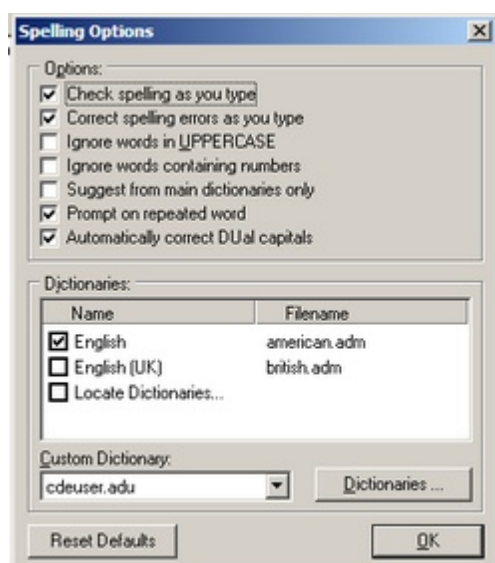 Spelling Options
Options:
Check spelling as you type
Correct spelling errors as you type
Ignore words in UPPERCASE
Ignore words containing numbers
Suggest from main dictionaries only
Prompt on repeated word
Automatically correct DUal capitals
Dictionaries:
Name Filename
English american.adm
English (UK) british.adm
Locate Dictionaries...
Custom Dictionary:
cdeuser.adu Dictionaries ...
Reset Defaults OK